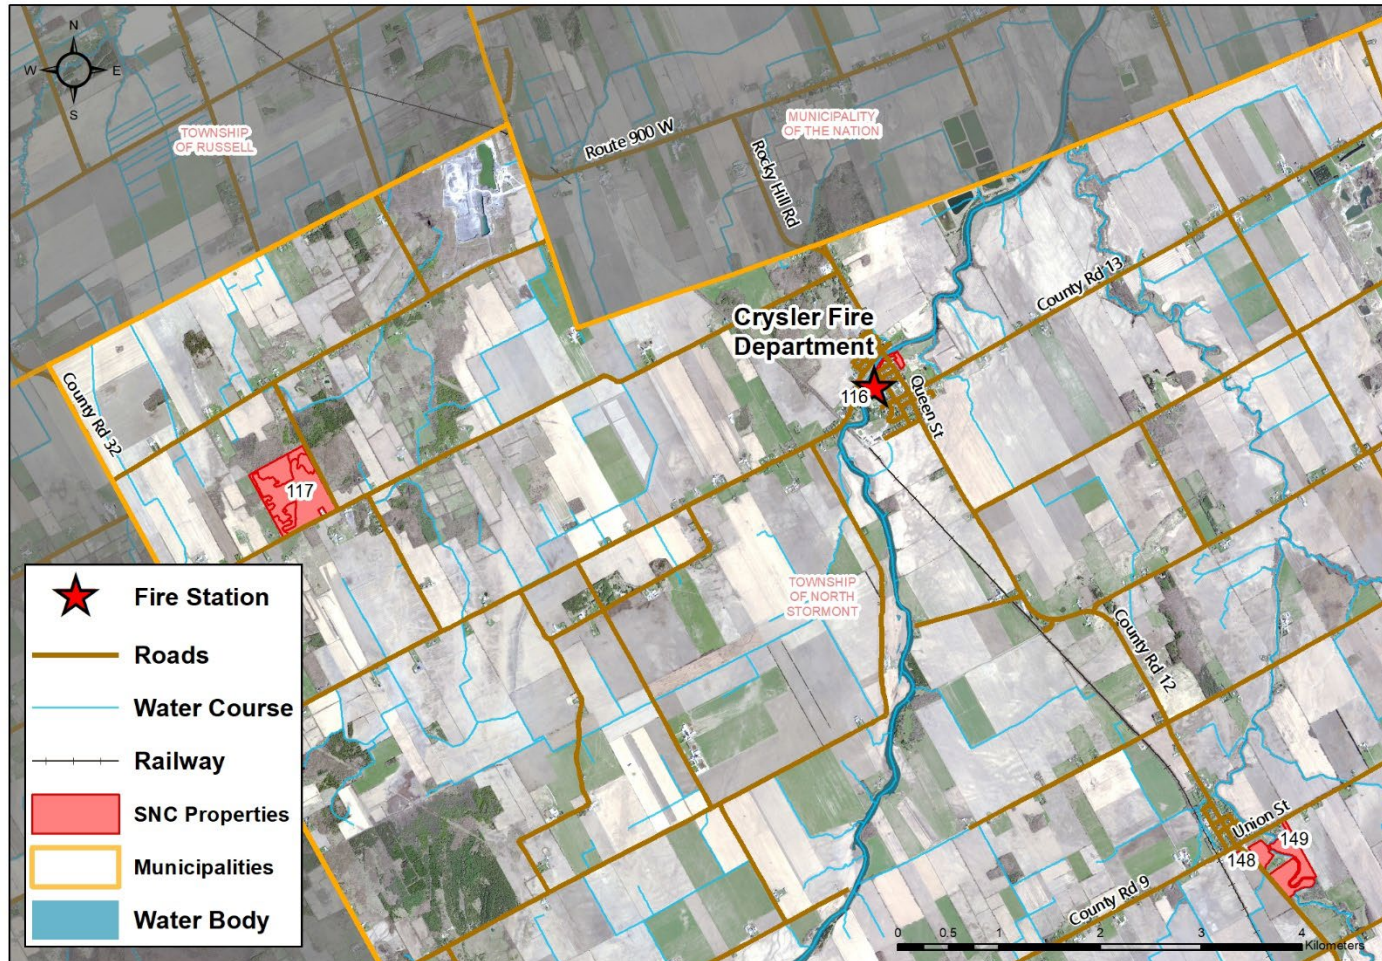 N
W
E
S
TOWNSHIP
OF RUSSELL
MUNICIPALITY
OF THE NATION
Route 900 W
Rocky Hill Rd
County Rd 13
Crysler Fire
Department
116
Queen St
County Rd 32
117
TOWNSHIP
OF NORTH
STORMONT
County Rd 12
Union St
149
148
County Rd 9
Fire Station
Roads
Water Course
Railway
SNC Properties
Municipalities
Water Body
0 0.5 1 2 3 4
Kilometers